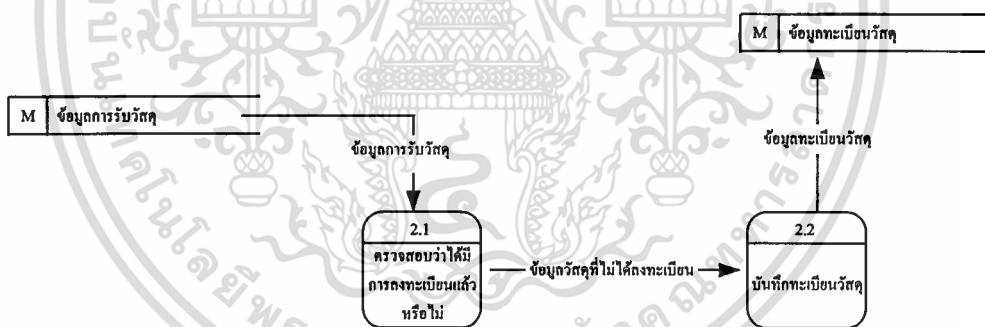 M ข้อมูลทะเบียนวัสดุ
M ข้อมูลการรับวัสดุ
ข้อมูลการรับวัสดุ
ข้อมูลทะเบียนวัสดุ
2.1
ตรวจสอบว่าได้มี
การลงทะเบียนแล้ว
หรือไม่
ข้อมูลวัสดุที่ไม่ได้ลงทะเบียน
2.2
บันทึกทะเบียนวัสดุ